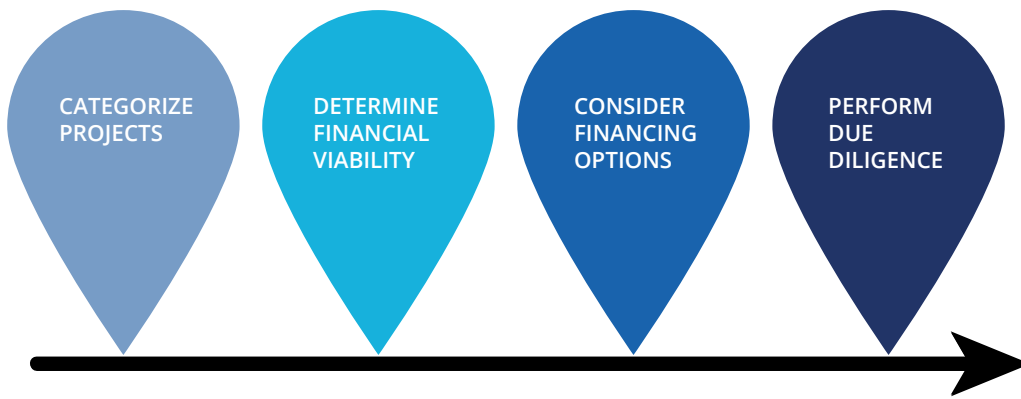 CATEGORIZE
PROJECTS
DETERMINE
FINANCIAL
VIABILITY
CONSIDER
FINANCING
OPTIONS
PERFORM
DUE
DILIGENCE